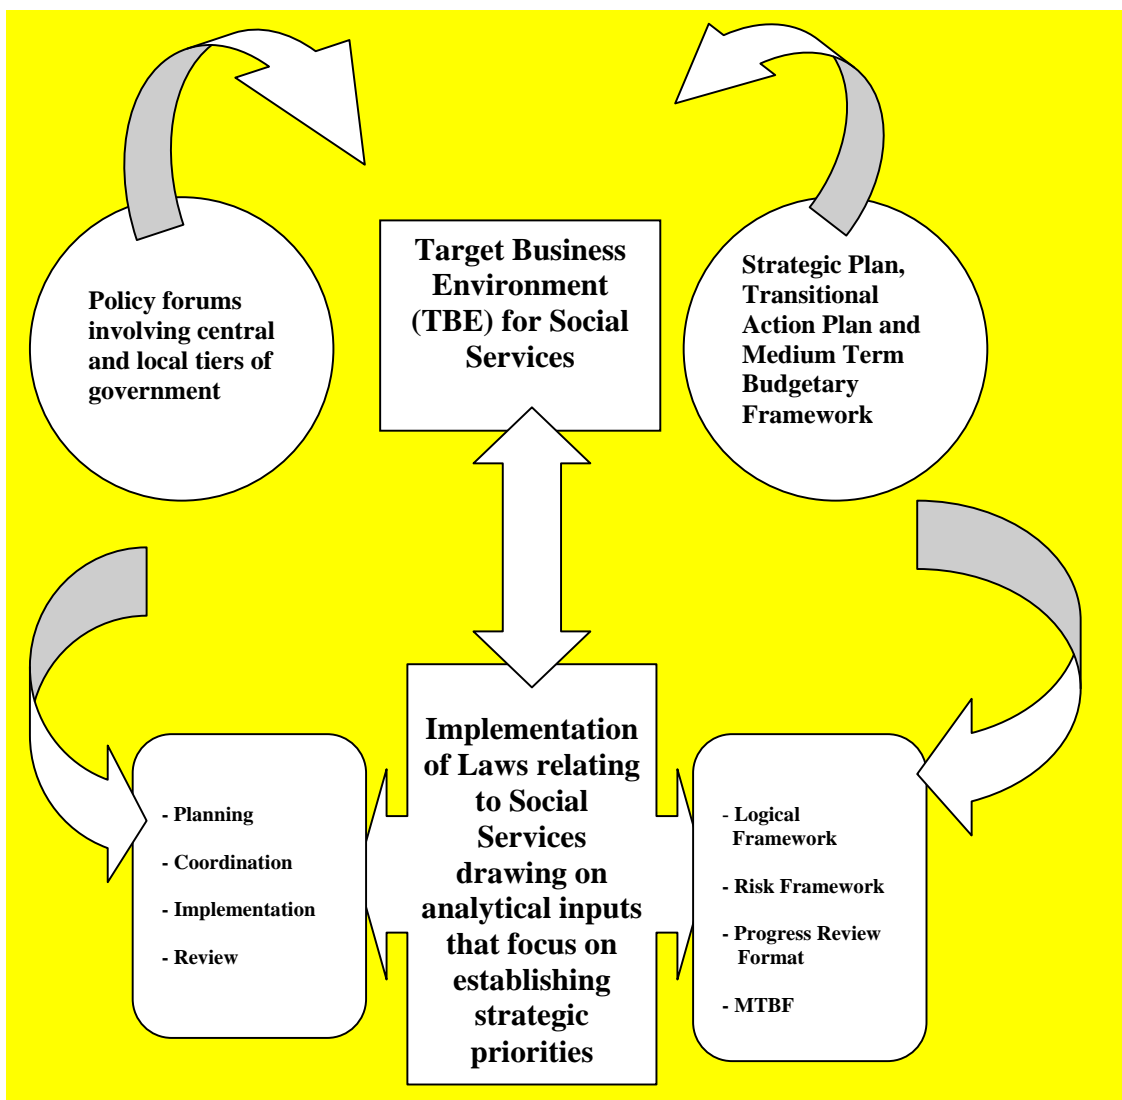 Policy forums
involving central
and local tiers of
government
Target Business
Environment
(TBE) for Social
Services
Strategic Plan,
Transitional
Action Plan and
Medium Term
Budgetary
Framework
- Planning
- Coordination
- Implementation
- Review
Implementation
of Laws relating
to Social
Services
drawing on
analytical inputs
that focus on
establishing
strategic
priorities
- Logical
Framework
- Risk Framework
- Progress Review
Format
- MTBF